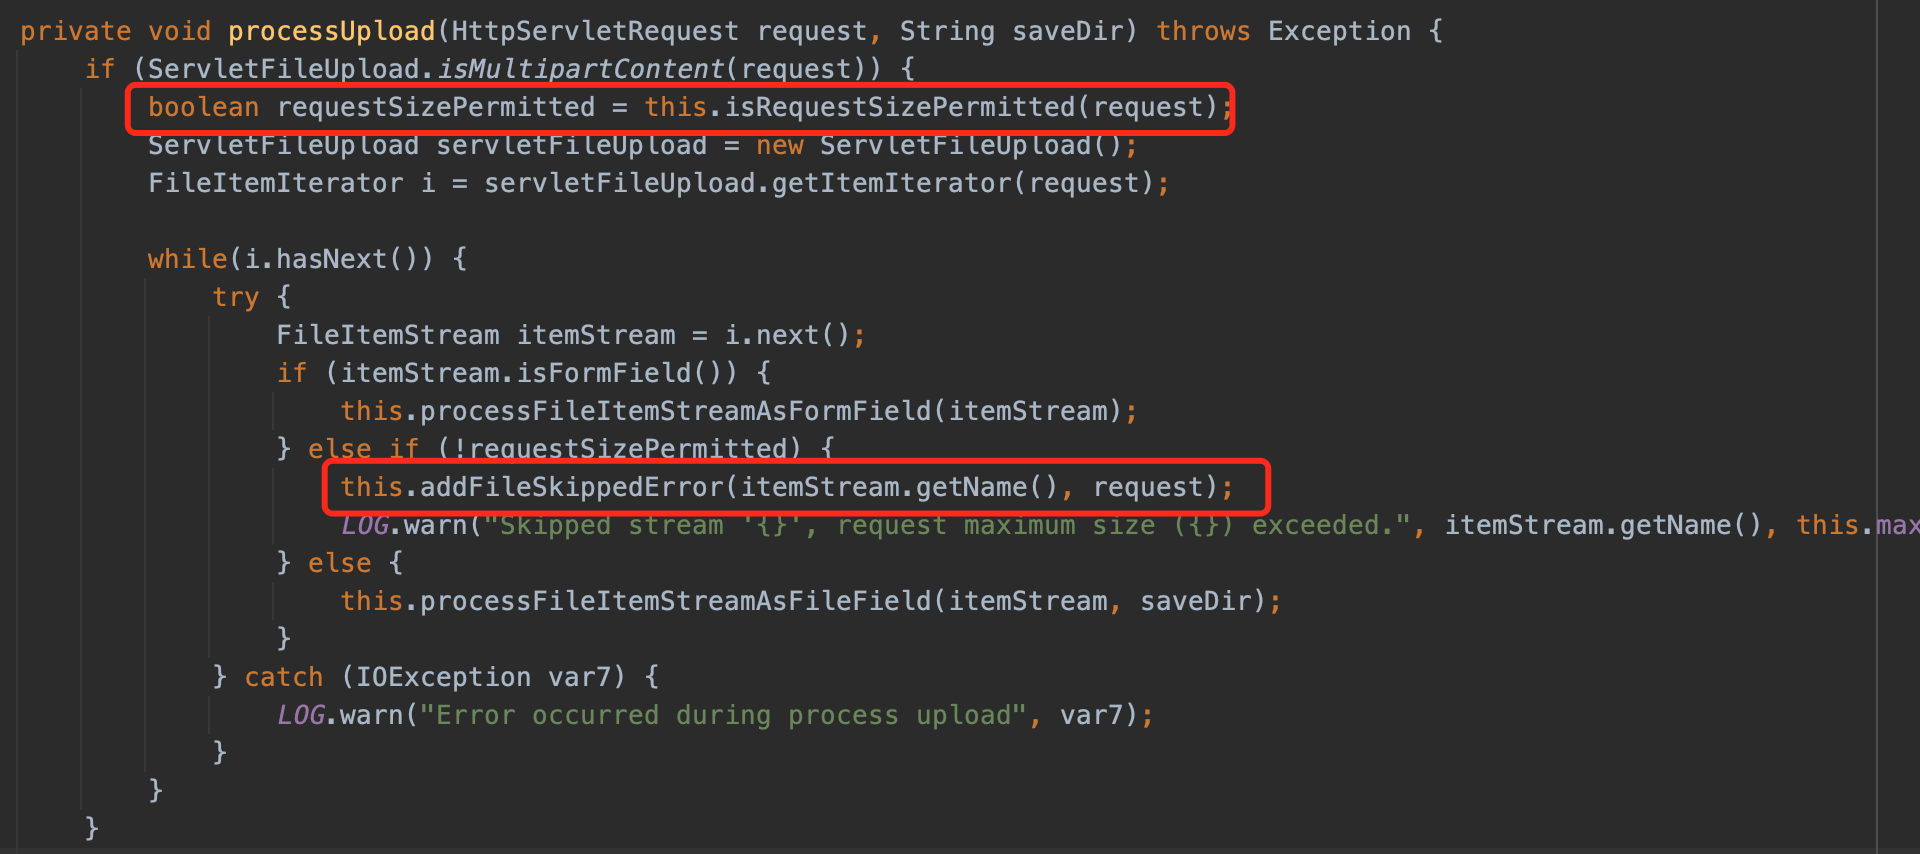 private void processUpload(HttpServletRequest request, String saveDir) throws Exception {
if (ServletFileUpload.isMultipartContent(request)) {
boolean requestSizePermitted = this.isRequestSizePermitted(request);
ServletFileUpload servletFileUpload = new ServletFileUpload();
FileItemIterator i = servletFileUpload.getItemIterator(request);
while(i.hasNext()) {
try {
FileItemStream itemStream = i.next();
if (itemStream.isFormField()) {
this.processFileItemStreamAsFormField(itemStream);
} else if (!requestSizePermitted) {
this.addFileSkippedError(itemStream.getName(), request);
LOG.warn("Skipped stream '{}', request maximum size ({}) exceeded.", itemStream.getName(), this.max
} else {
this.processFileItemStreamAsFileField(itemStream, saveDir);
}
} catch (IOException var7) {
LOG.warn("Error occurred during process upload", var7);
}
}
}